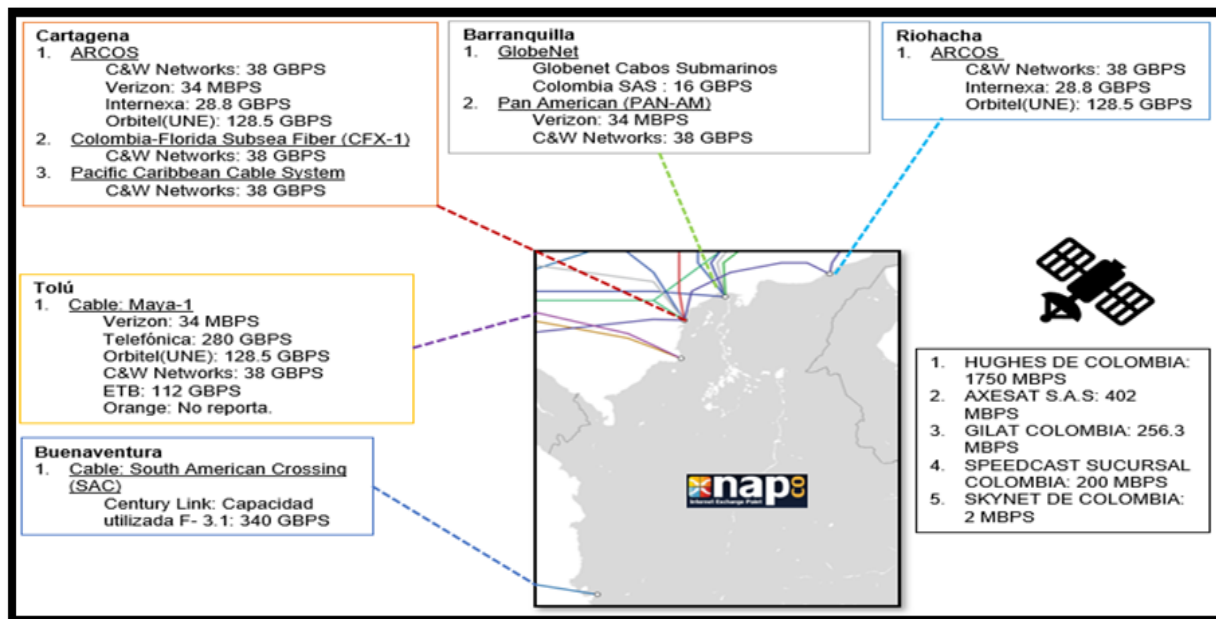 Cartagena
1. ARCOS
C&W Networks: 38 GBPS
Verizon: 34 MBPS
Internexa: 28.8 GBPS
Orbitel(UNE): 128.5 GBPS
2. Colombia-Florida Subsea Fiber (CFX-1)
C&W Networks: 38 GBPS
3. Pacific Caribbean Cable System
C&W Networks: 38 GBPS
Barranquilla
1. GlobeNet
Globenet Cabos Submarinos
Colombia SAS : 16 GBPS
2. Pan American (PAN-AM)
Verizon: 34 MBPS
C&W Networks: 38 GBPS
Riohacha
1. ARCOS
C&W Networks: 38 GBPS
Internexa: 28.8 GBPS
Orbitel(UNE): 128.5 GBPS
Tolú
1. Cable: Maya-1
Verizon: 34 MBPS
Telefónica: 280 GBPS
Orbitel(UNE): 128.5 GBPS
C&W Networks: 38 GBPS
ETB: 112 GBPS
Orange: No reporta.
Buenaventura
1. Cable: South American Crossing
(SAC)
Century Link: Capacidad
utilizada F- 3.1: 340 GBPS
nap co
Internet Exchange Point
1. HUGHES DE COLOMBIA:
1750 MBPS
2. AXESAT S.A.S: 402
MBPS
3. GILAT COLOMBIA: 256.3
MBPS
4. SPEEDCAST SUCURSAL
COLOMBIA: 200 MBPS
5. SKYNET DE COLOMBIA:
2 MBPS